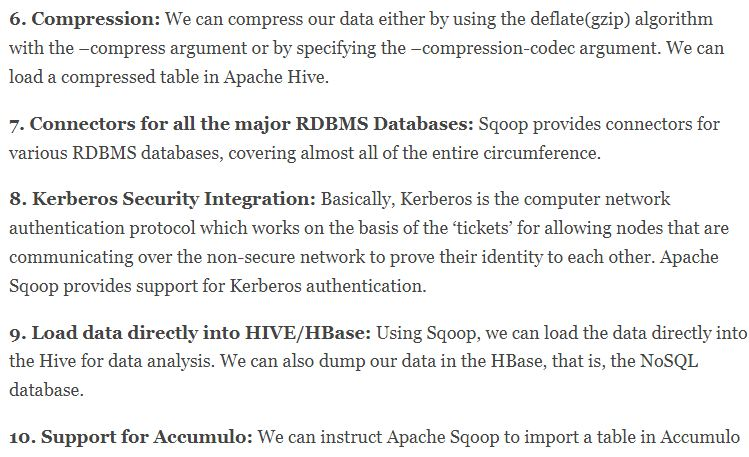 6. Compression: We can compress our data either by using the deflate(gzip) algorithm
with the –compress argument or by specifying the –compression-codec argument. We can
load a compressed table in Apache Hive.
7. Connectors for all the major RDBMS Databases: Sqoop provides connectors for
various RDBMS databases, covering almost all of the entire circumference.
8. Kerberos Security Integration: Basically, Kerberos is the computer network
authentication protocol which works on the basis of the ‘tickets’ for allowing nodes that are
communicating over the non-secure network to prove their identity to each other. Apache
Sqoop provides support for Kerberos authentication.
9. Load data directly into HIVE/HBase: Using Sqoop, we can load the data directly into
the Hive for data analysis. We can also dump our data in the HBase, that is, the NoSQL
database.
10. Support for Accumulo: We can instruct Apache Sqoop to import a table in Accumulo